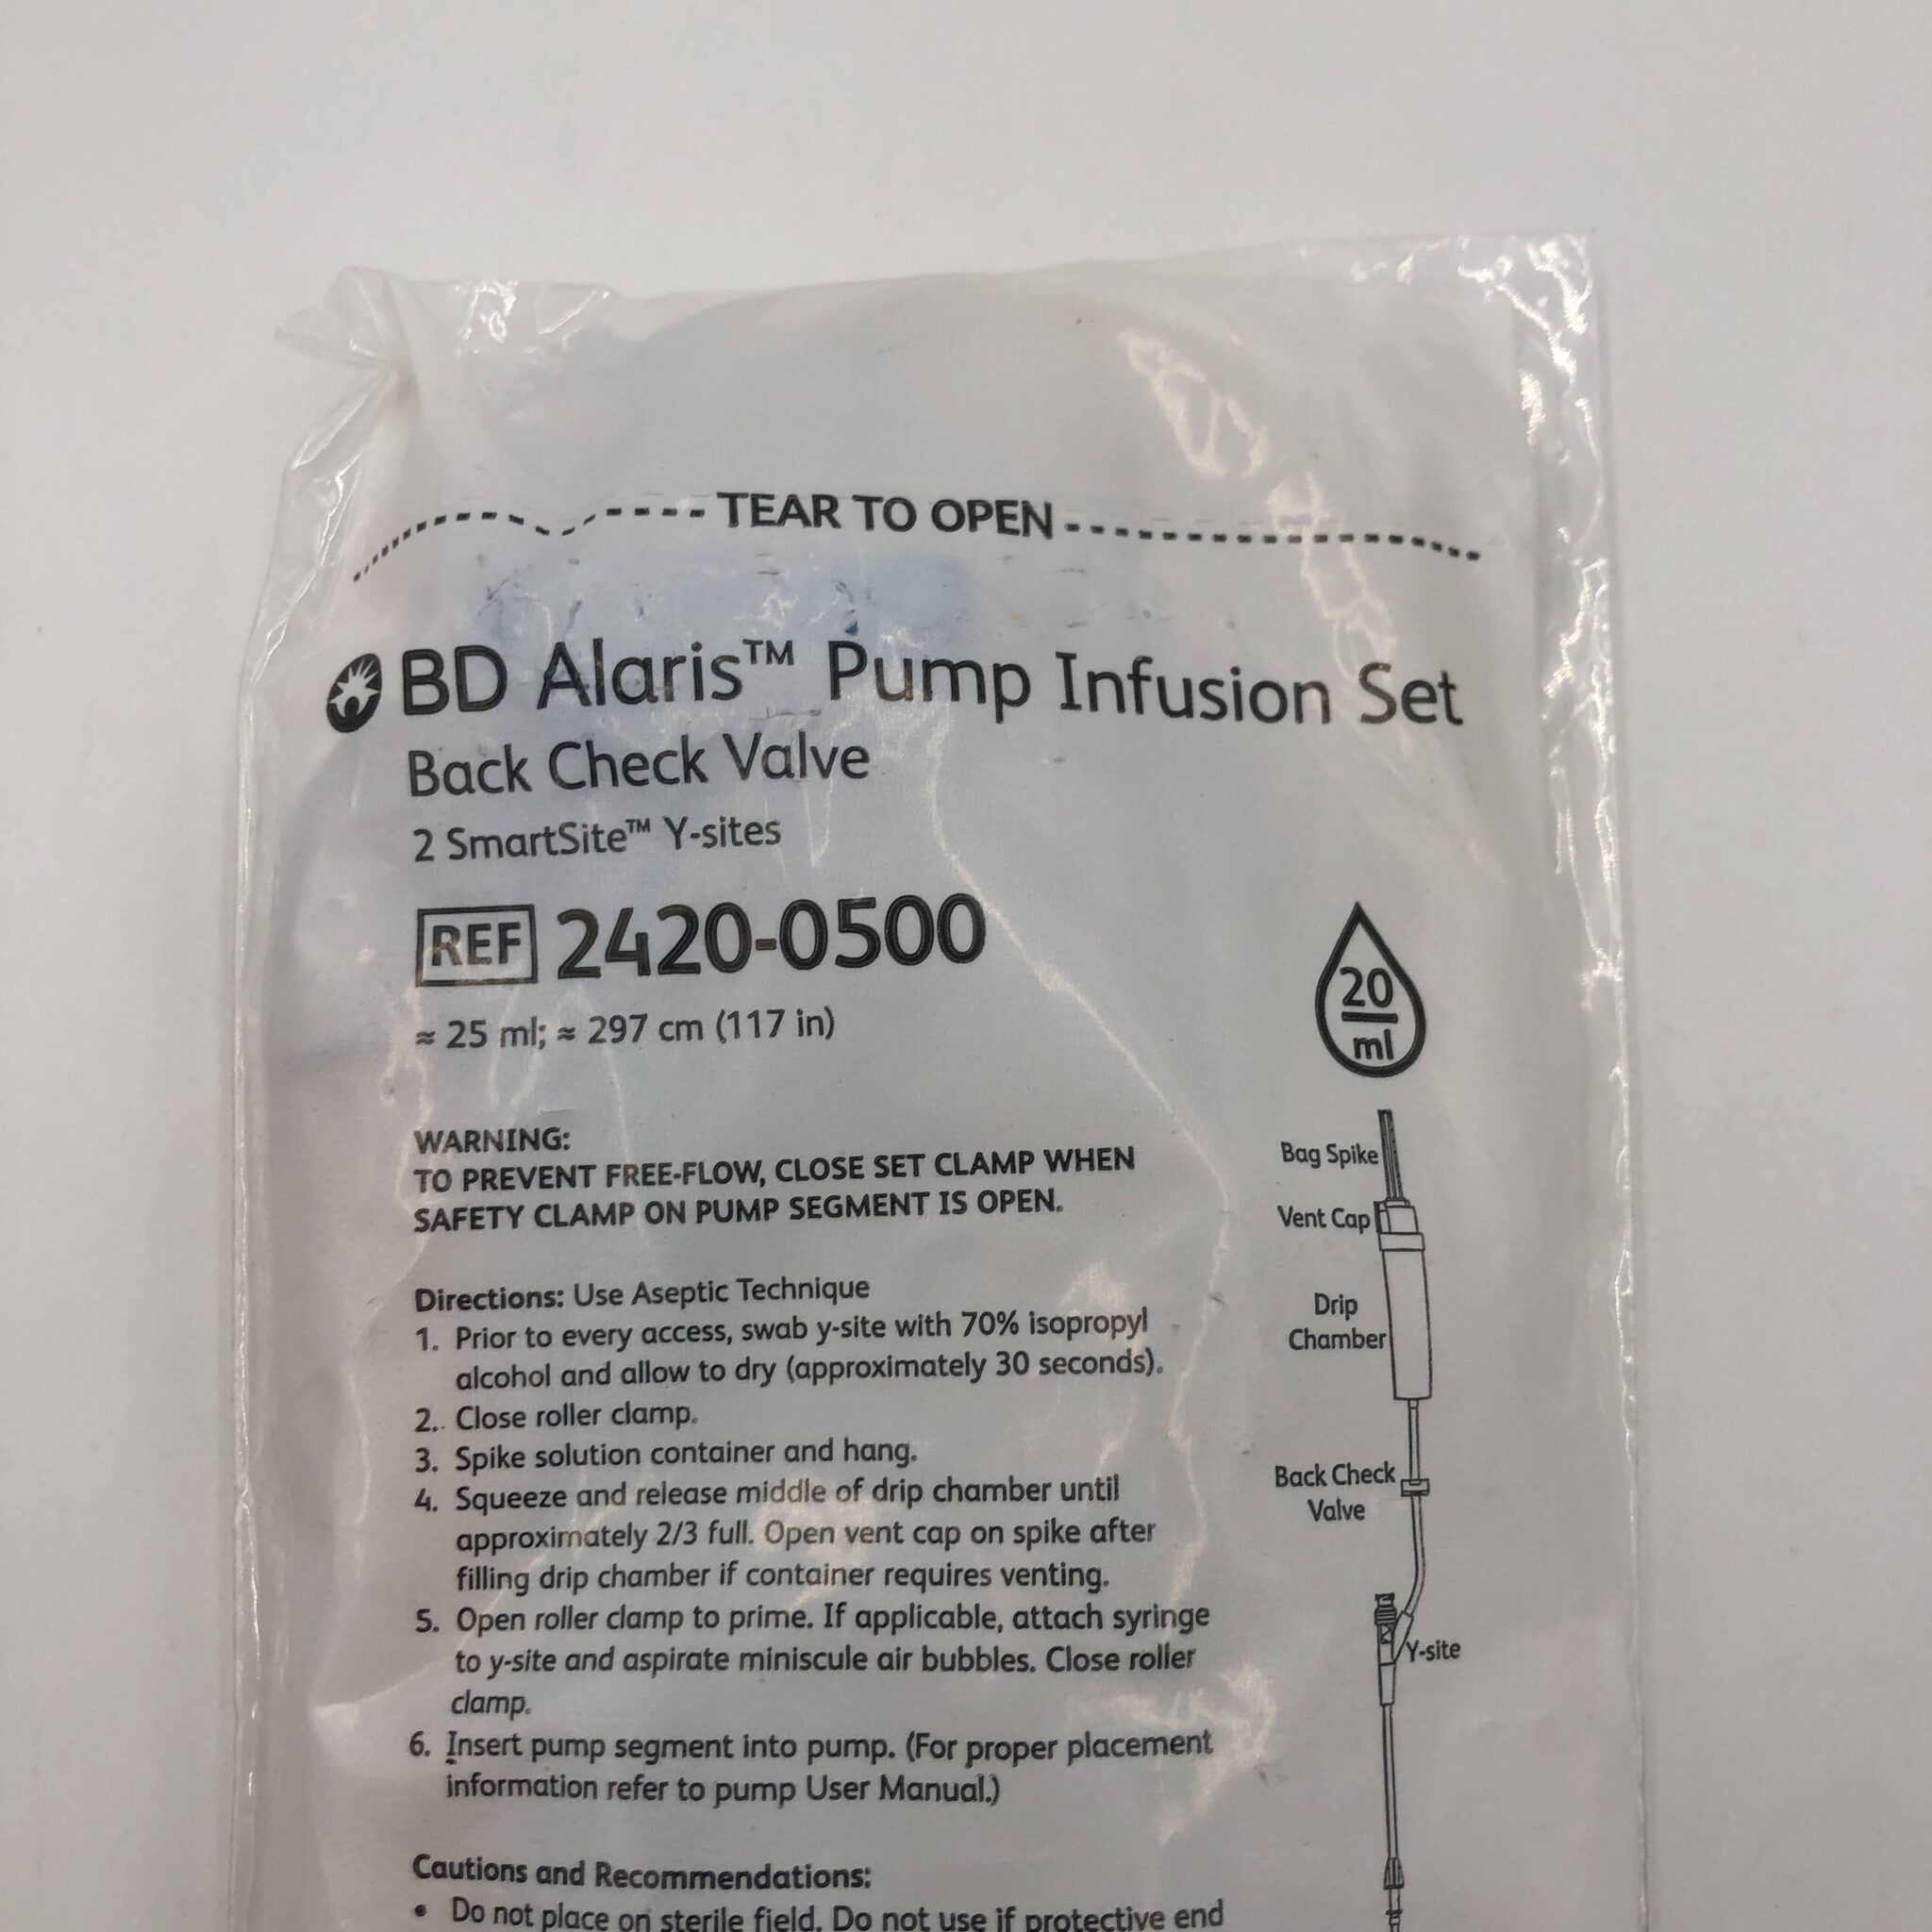 TEAR TO OPEN
BD Alaris™ Pump Infusion Set
Back Check Valve
2 SmartSite™ Y-sites
REF 2420-0500
≈ 25 ml; ≈ 297 cm (117 in)
20
ml
WARNING:
TO PREVENT FREE-FLOW, CLOSE SET CLAMP WHEN
SAFETY CLAMP ON PUMP SEGMENT IS OPEN.
Directions: Use Aseptic Technique
1. Prior to every access, swab y-site with 70% isopropyl
alcohol and allow to dry (approximately 30 seconds).
2. Close roller clamp.
3. Spike solution container and hang.
4. Squeeze and release middle of drip chamber until
approximately 2/3 full. Open vent cap on spike after
filling drip chamber if container requires venting.
5. Open roller clamp to prime. If applicable, attach syringe
to y-site and aspirate miniscule air bubbles. Close roller
clamp.
6. Insert pump segment into pump. (For proper placement
information refer to pump User Manual.)
Cautions and Recommendations:
• Do not place on sterile field. Do not use if protective end
Bag Spike
Vent Cap
Drip
Chamber
Back Check
Valve
Y-site